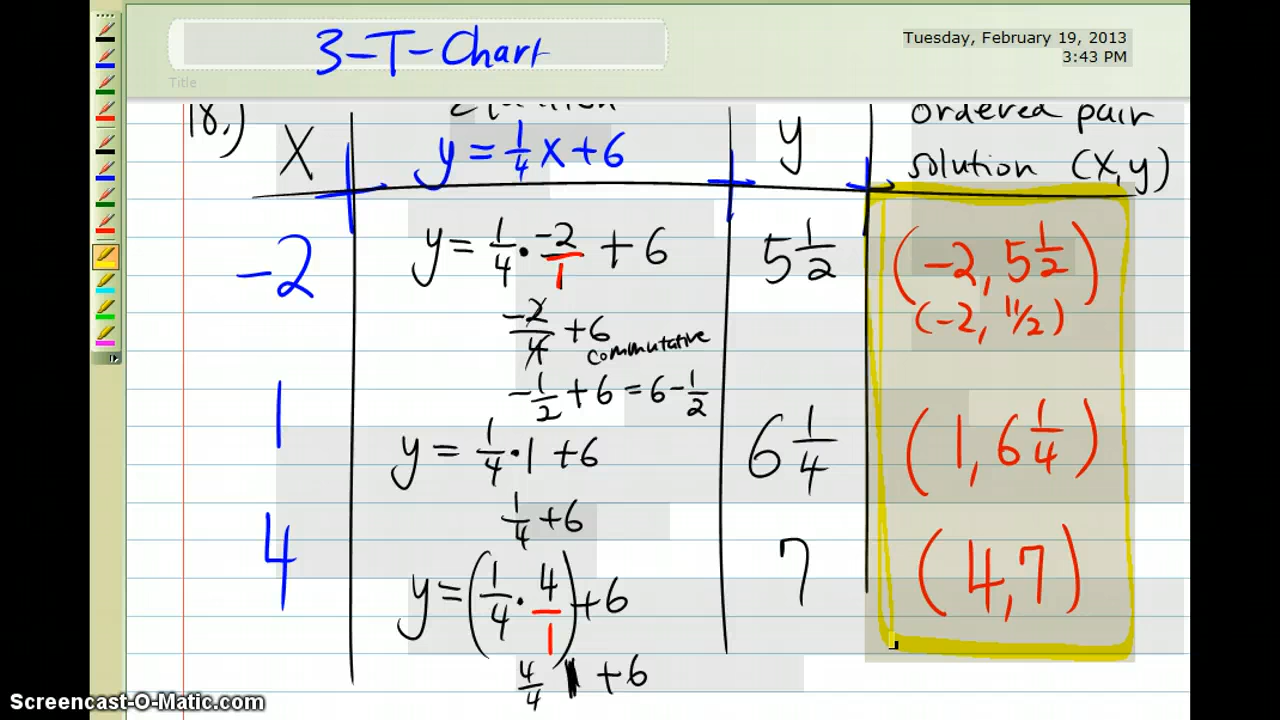 3-T-Chart
Tuesday, February 19, 2013
3:43 PM
Title
18.) X
y = 1/4 x + 6
y
ordered pair
solution (x,y)
-2
y = 1/4 · -2/1 + 6
5 1/2
(-2, 5 1/2)
-2/4 + 6
(-2, 11/2)
commutative
-1/2 + 6 = 6 - 1/2
1
y = 1/4 · 1 + 6
6 1/4
(1, 6 1/4)
1/4 + 6
4
y = (1/4 · 4/1) + 6
7
(4, 7)
4/4 1 + 6
Screencast-O-Matic.com